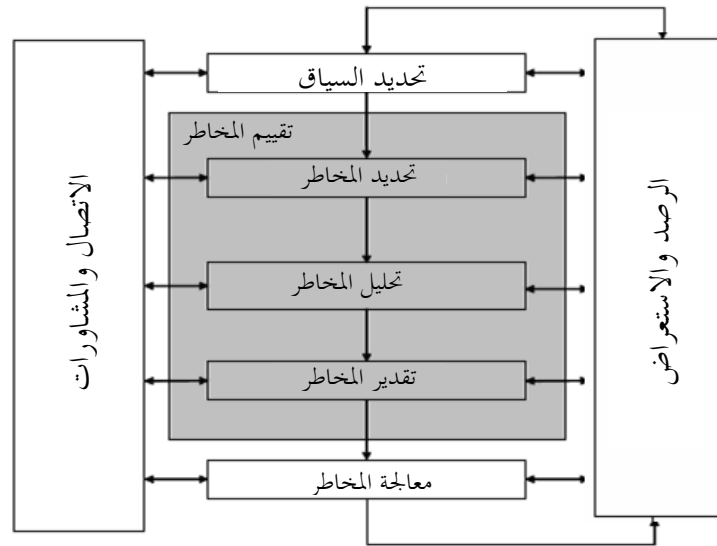 تحديد السياق
تقييم المخاطر
تحديد المخاطر
تحليل المخاطر
تقدير المخاطر
معالجة المخاطر
الرصد والاستعراض
الاتصال والمشاورات